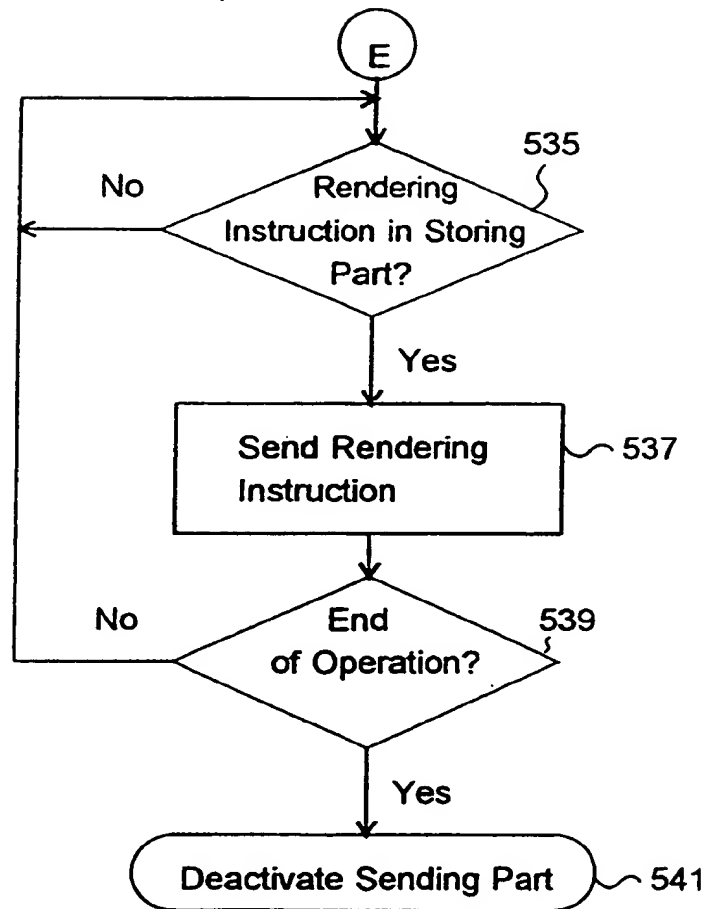 E
535
No
Rendering
Instruction in Storing
Part?
Yes
Send Rendering
Instruction
537
No
End
of Operation?
539
Yes
Deactivate Sending Part
541